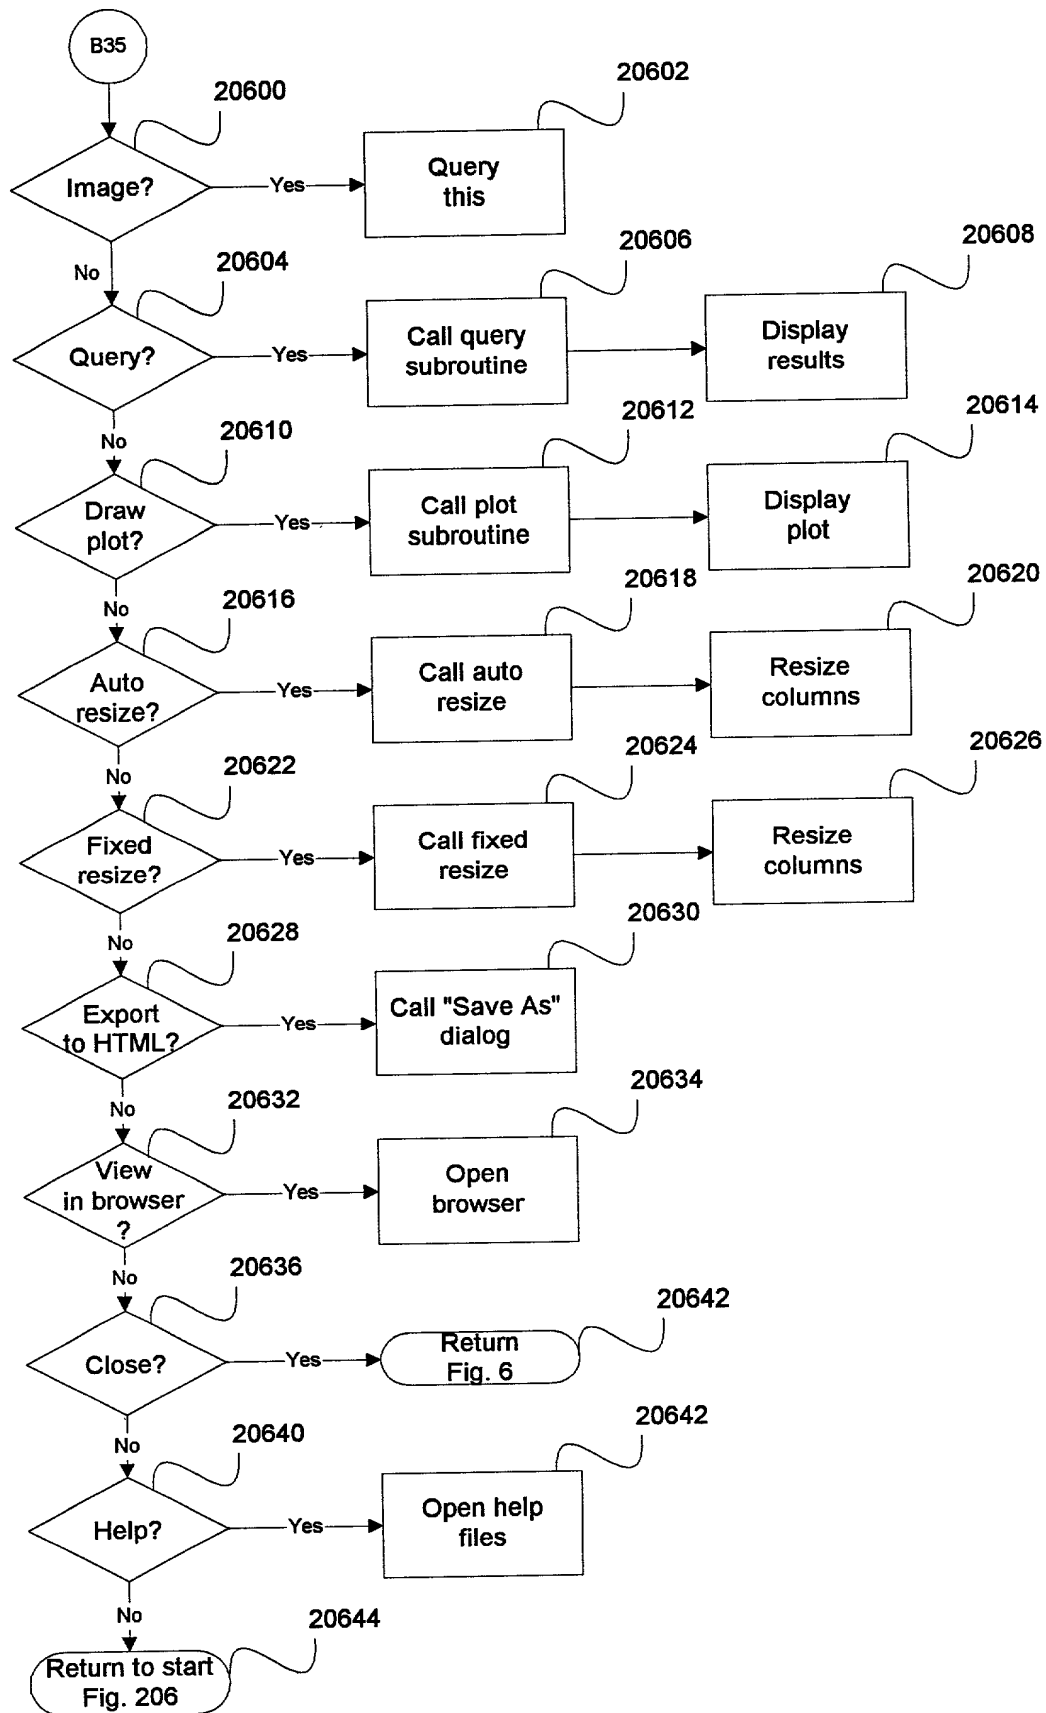 B35
20600
20602
Image?
Yes
Query
this
No
20604
20606
20608
Query?
Yes
Call query
subroutine
Display
results
No
20610
20612
20614
Draw
plot?
Yes
Call plot
subroutine
Display
plot
No
20616
20618
20620
Auto
resize?
Yes
Call auto
resize
Resize
columns
No
20622
20624
20626
Fixed
resize?
Yes
Call fixed
resize
Resize
columns
No
20628
20630
Export
to HTML?
Yes
Call "Save As"
dialog
No
20632
20634
View
in browser
?
Yes
Open
browser
No
20636
20642
Close?
Yes
Return
Fig. 6
No
20640
20642
Help?
Yes
Open help
files
No
20644
Return to start
Fig. 206